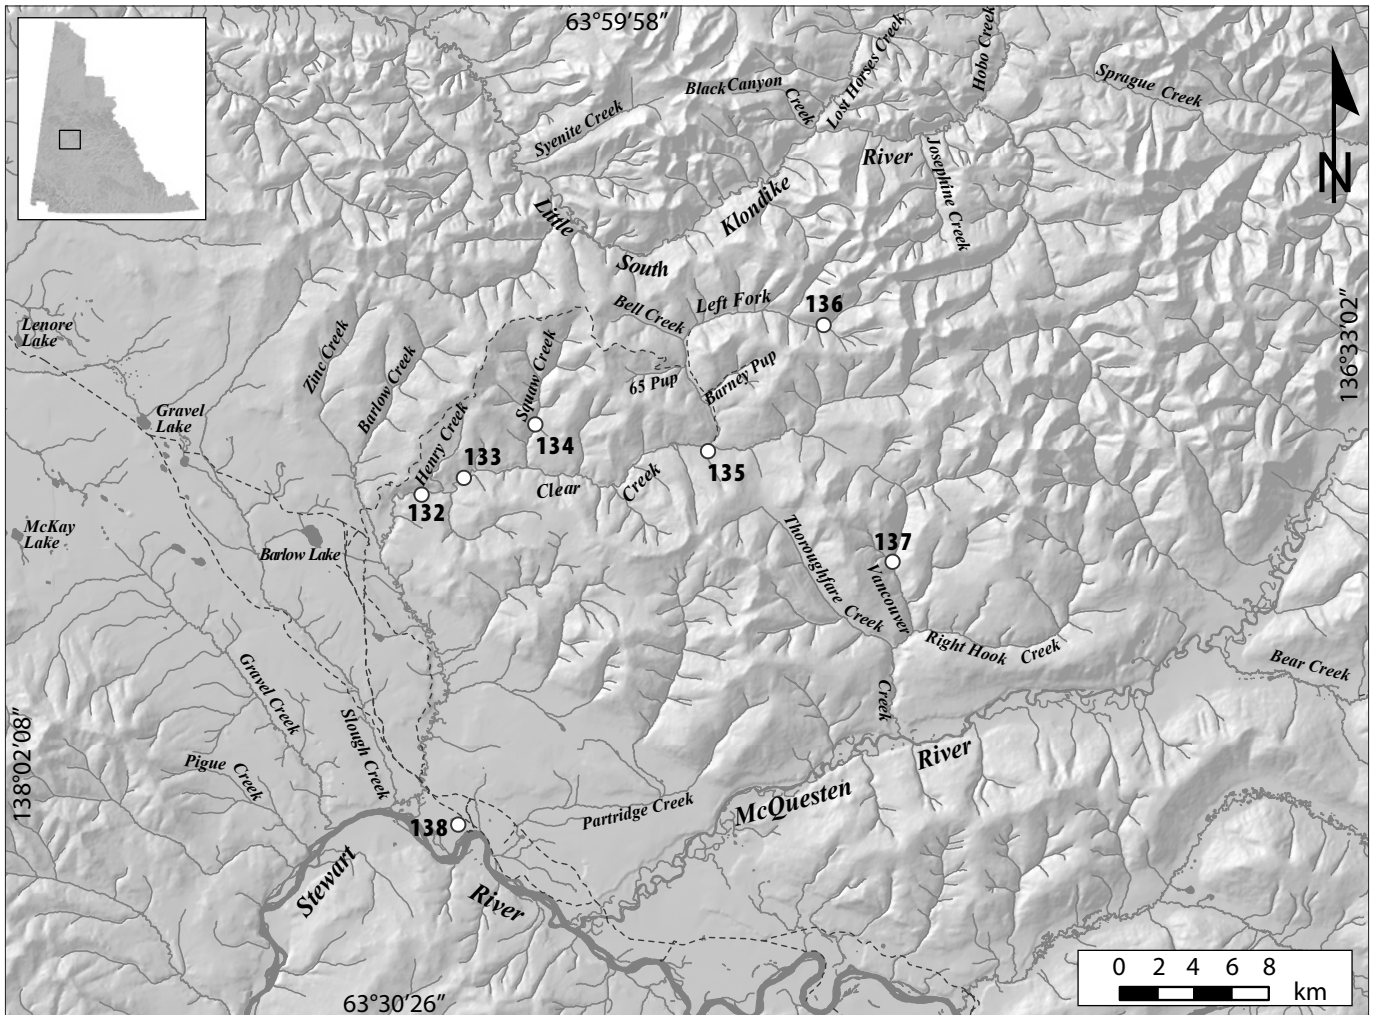 63°59'58"
Hobo Creek
Lost Horses Creek
Black Canyon
Creek
Sprague Creek
Syenite Creek
River
Josephine Creek
Klondike
Little
South
N
Left Fork
136
Bell Creek
136°33'02"
Lenore
Lake
Zinc Creek
Barlow Creek
Squaw Creek
65 Pup
Barney Pup
Gravel
Lake
Henry Creek
134
133
135
Clear
Creek
132
McKay
Lake
Barlow Lake
137
Thoroughfare Creek
Vancouver
Creek
Right Hook Creek
Bear Creek
Gravel Creek
Slough Creek
Pigue Creek
138°02'08"
River
McQuesten
Partridge Creek
138
Stewart
River
63°30'26"
0 2 4 6 8
km